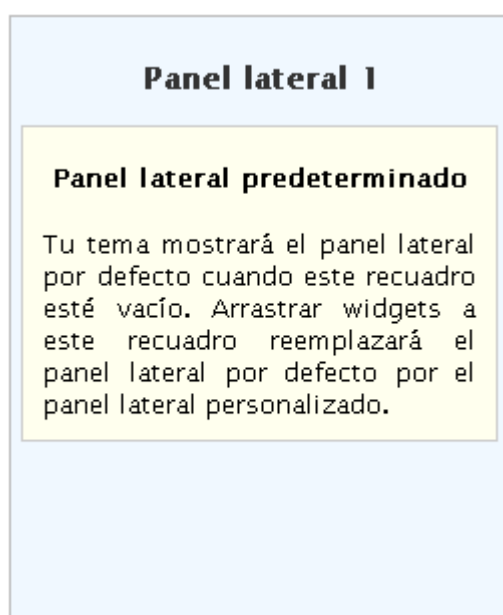 Panel lateral 1
Panel lateral predeterminado
Tu tema mostrará el panel lateral
por defecto cuando este recuadro
esté vacío. Arrastrar widgets a
este recuadro reemplazará el
panel lateral por defecto por el
panel lateral personalizado.